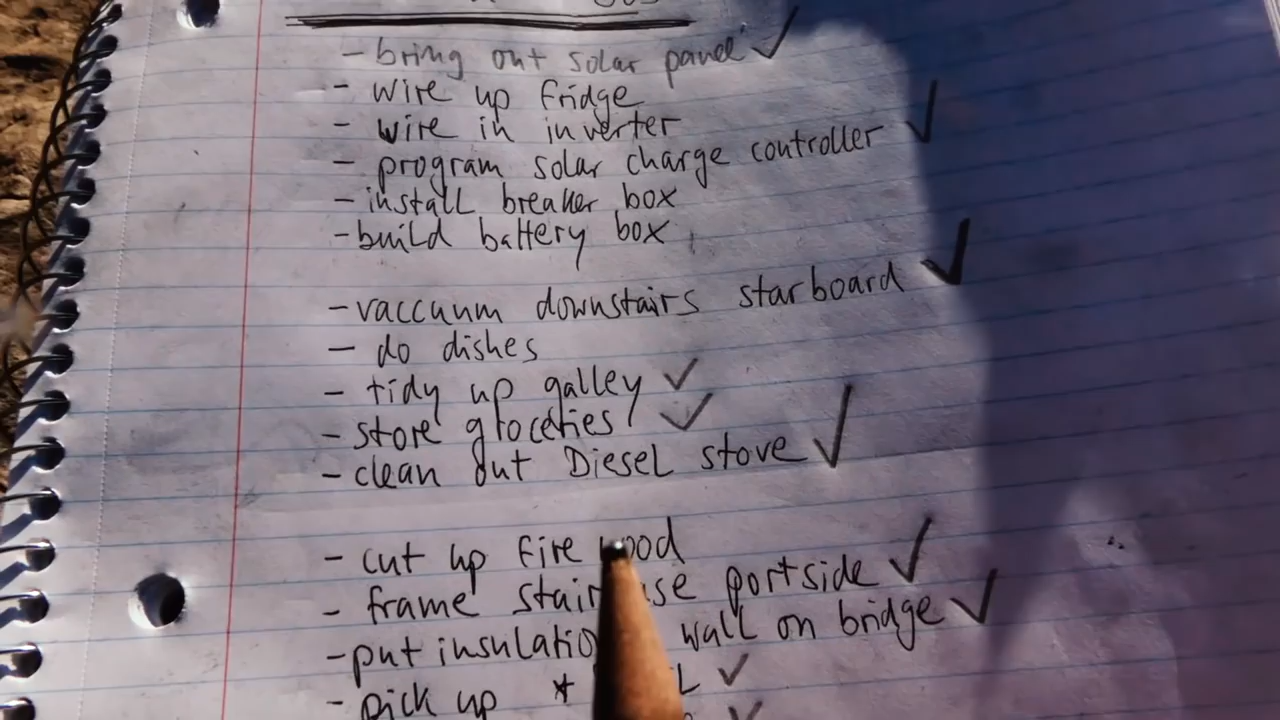 - bring out solar panel ✓
- wire up fridge
- wire in inverter
- program solar charge controller ✓
- install breaker box
- build battery box
- vaccuum downstairs starboard ✓
- do dishes
- tidy up galley ✓
- store groceries ✓
- clean out Diesel stove ✓
- cut up fire wood
- frame staircase portside ✓
- put insulation wall on bridge ✓
- pick up * ✓